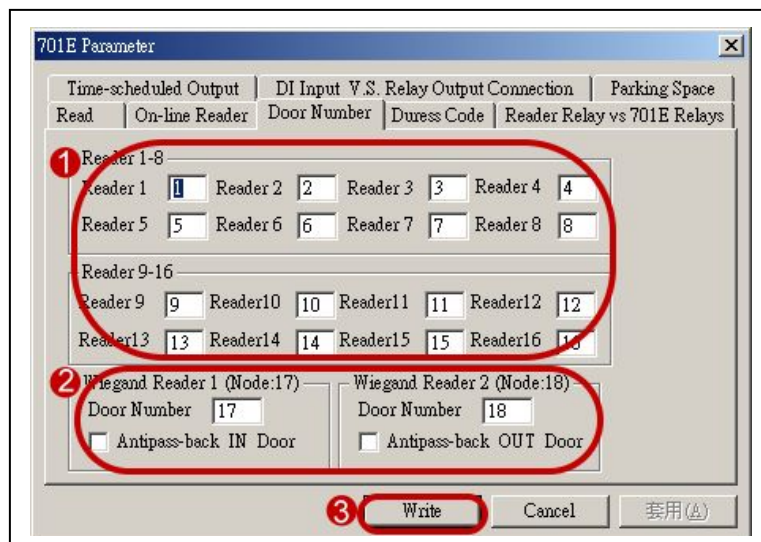 701E Parameter
Time-scheduled Output DI Input V.S. Relay Output Connection Parking Space
Read On-line Reader Door Number Duress Code Reader Relay vs 701E Relays
1
Reader 1-8
Reader 1 1 Reader 2 2 Reader 3 3 Reader 4 4
Reader 5 5 Reader 6 6 Reader 7 7 Reader 8 8
Reader 9-16
Reader 9 9 Reader10 10 Reader11 11 Reader12 12
Reader13 13 Reader14 14 Reader15 15 Reader16 16
2
Wiegand Reader 1 (Node:17) Wiegand Reader 2 (Node:18)
Door Number 17 Door Number 18
Antipass-back IN Door Antipass-back OUT Door
3 Write Cancel 套用(A)